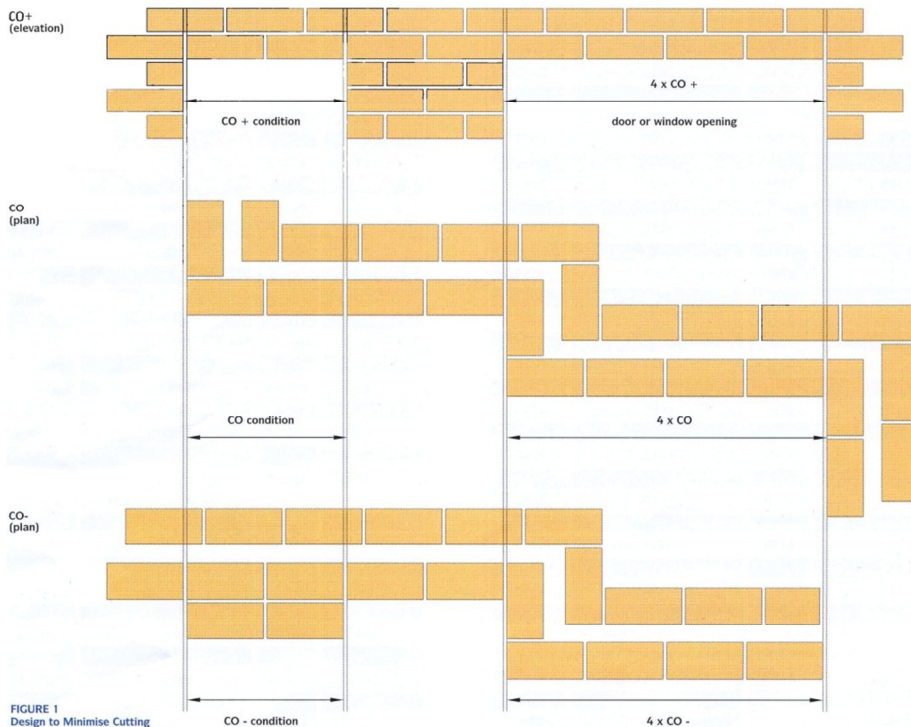 CO+
(elevation)
4 x CO +
CO + condition
door or window opening
CO
(plan)
CO condition
4 x CO
CO-
(plan)
FIGURE 1
Design to Minimise Cutting
CO - condition
4 x CO -